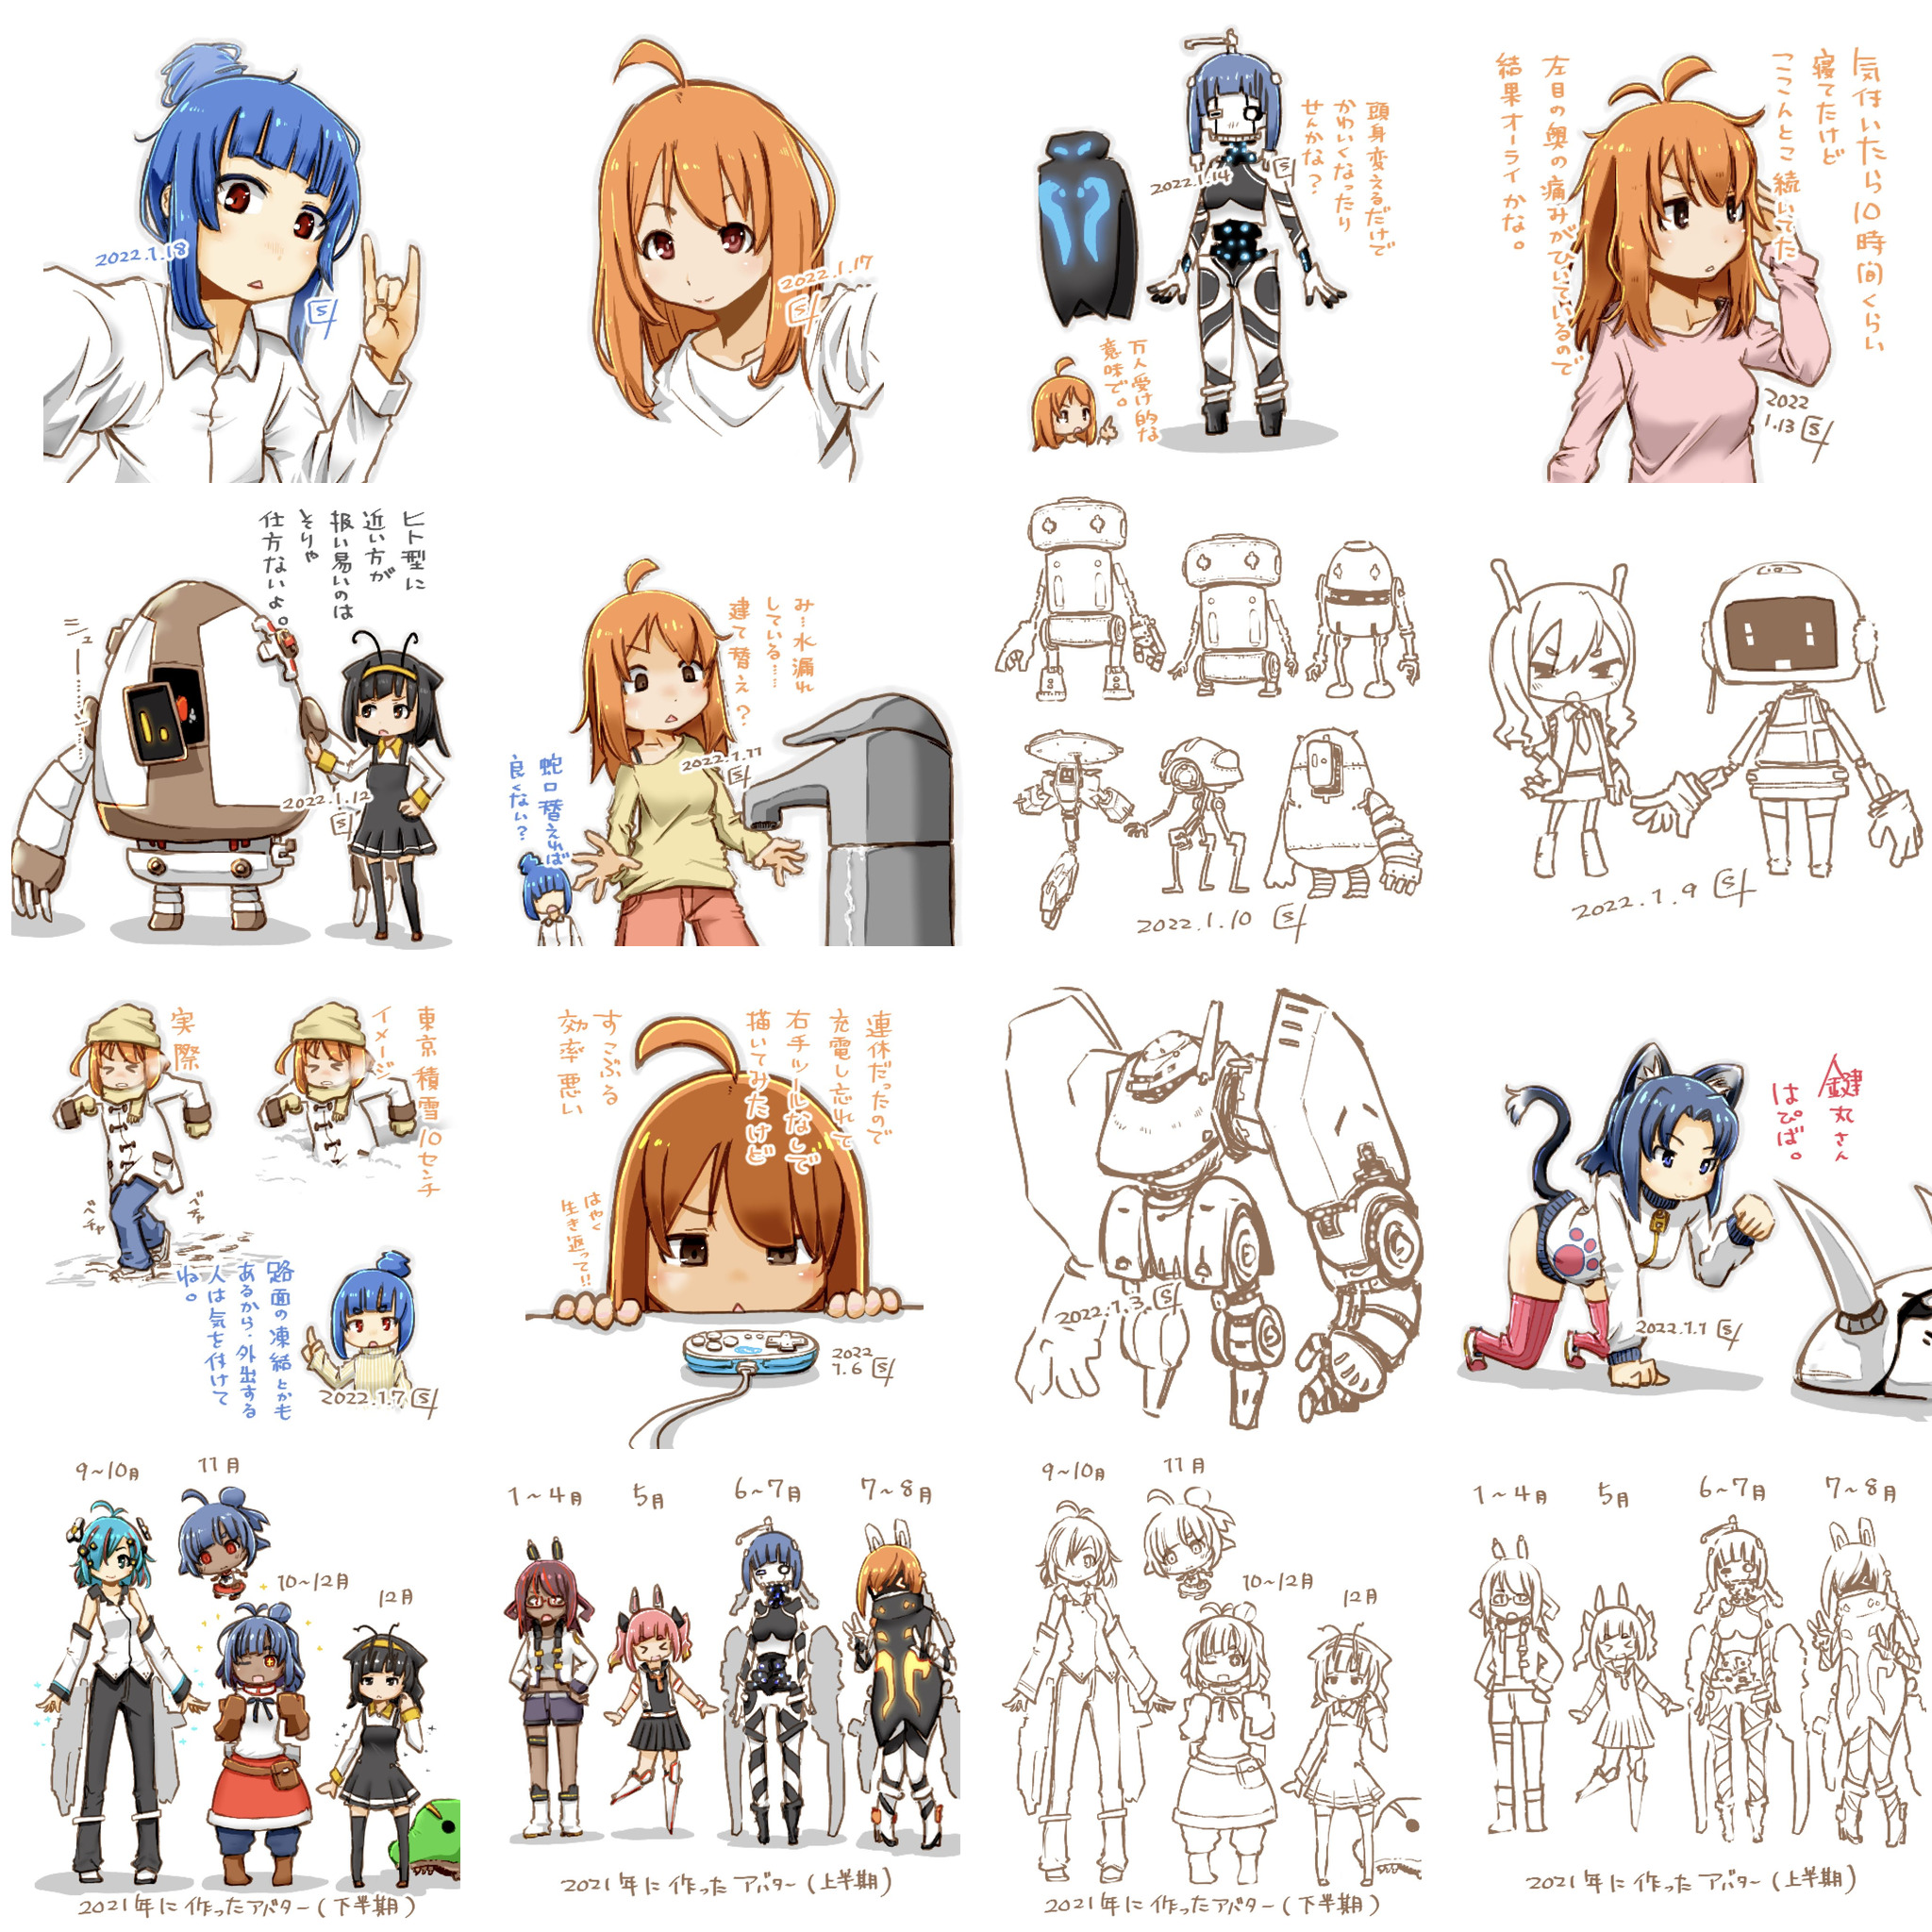 2022.1.18
2022.1.17
頭身変えるだけで
かわいくなったり
せんかな?
2022.1.14
万人受け的な
意味で。
気付いたら10時間くらい
寝てたけど
つうこんとこ続いてた
左目の奥の痛みがひいているので
結果オーライかな。
2022
1.13
ヒト型に
近い方が
扱い易いのは
そりゃ
仕方ないよ。
2022.1.12
み…水漏れ
している……
建て替え?
2022.1.11
蛇口替えれば
良くない?
2022.1.10
2022.1.9
実際
東京積雪10センチ
イメージ
ベチャ
ベチャ
路面の凍結とかも
あるから、外出する
人は気を付けて
ね。
2022.1.7
連休だったので
充電し忘れて
右手ツールなしで
描いてみたけど
すこぶる
効率悪い
はやく
生き返って!!
2022
1.6
2022.1.3
鍵丸さん
はぴば。
2022.1.1
9~10月
11月
10~12月
12月
2021年に作ったアバター(下半期)
1~4月
5月
6~7月
7~8月
2021年に作ったアバター(上半期)
9~10月
11月
10~12月
12月
2021年に作ったアバター(下半期)
1~4月
5月
6~7月
7~8月
2021年に作ったアバター(上半期)